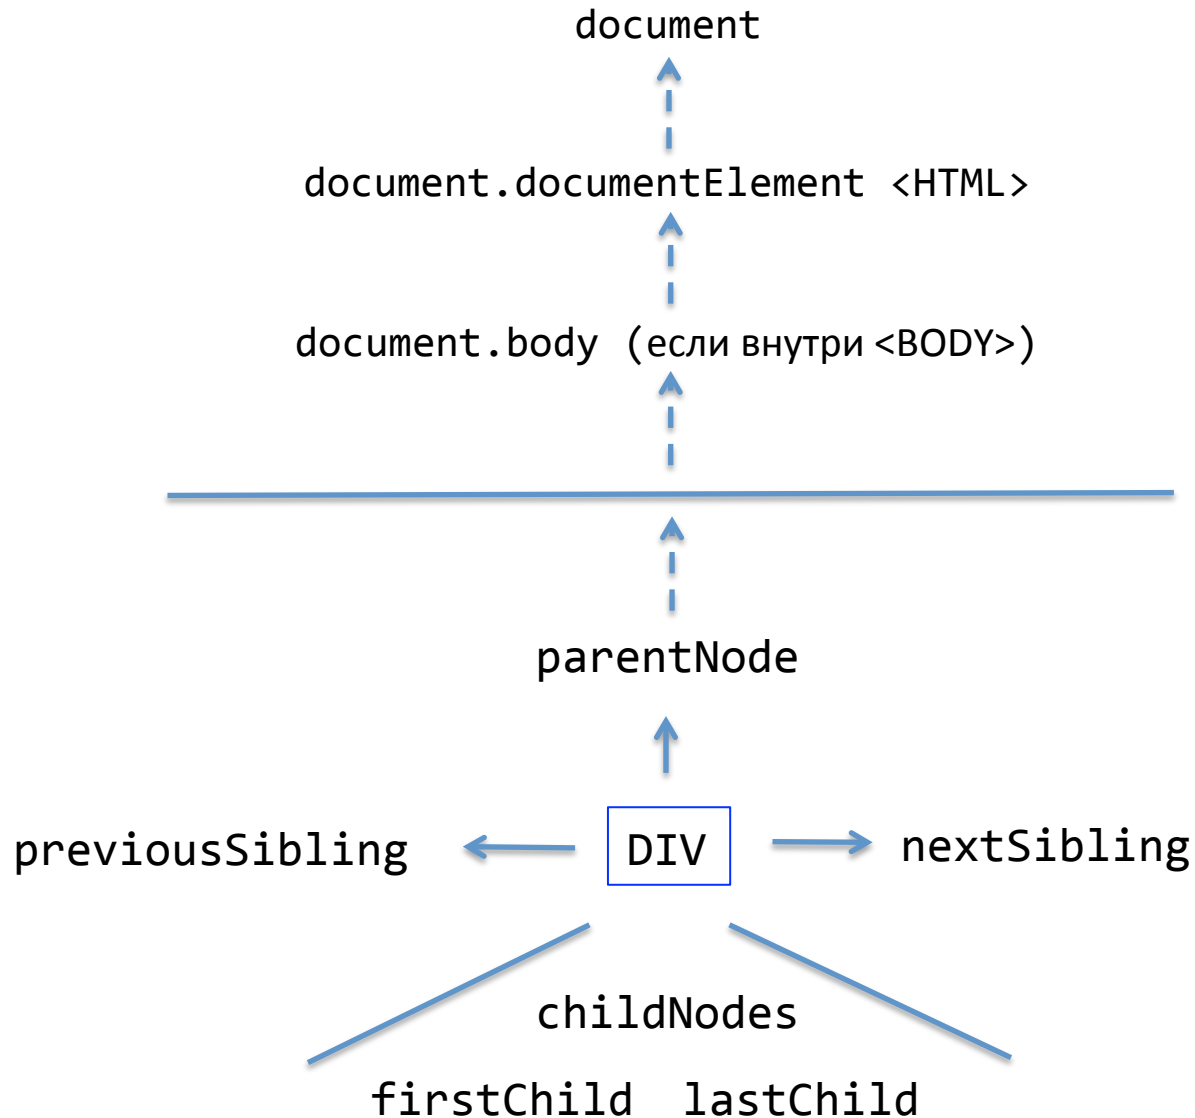 document
document.documentElement <HTML>
document.body (если внутри <BODY>)
parentNode
previousSibling DIV nextSibling
childNodes
firstChild lastChild